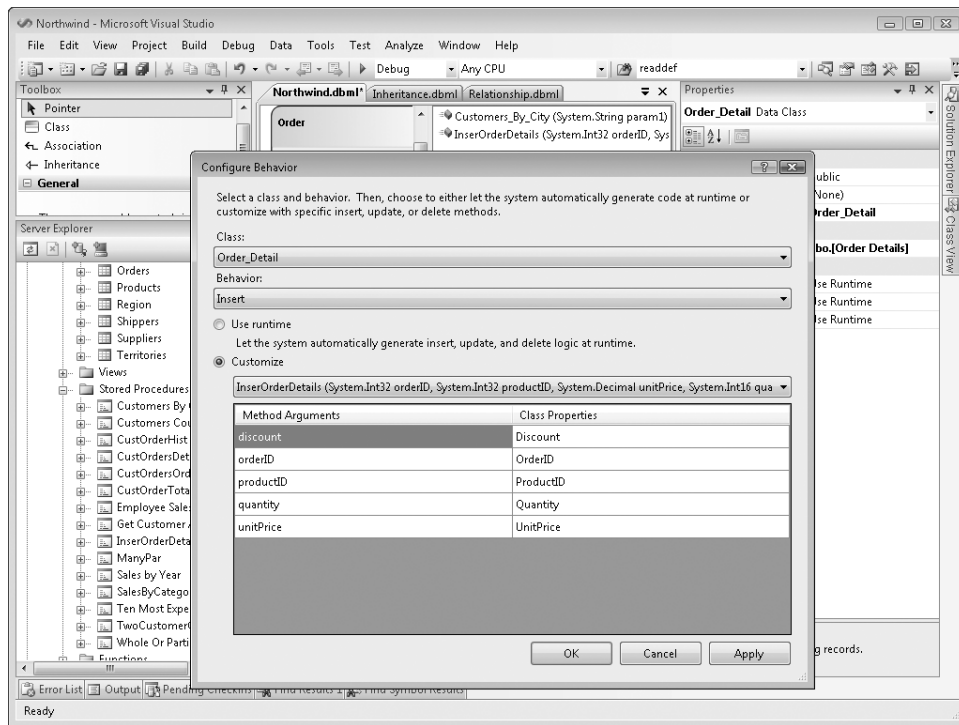 Northwind - Microsoft Visual Studio
File Edit View Project Build Debug Data Tools Test Analyze Window Help
Debug Any CPU readdef
Toolbox
Pointer
Class
Association
Inheritance
General
Northwind.dbml* Inheritance.dbml Relationship.dbml
Order
Customers_By_City (System.String param1)
InserOrderDetails (System.Int32 orderID, Sys
Properties
Order_Detail Data Class
ublic
None)
rder_Detail
bo.[Order Details]
se Runtime
se Runtime
se Runtime
g records.
Solution Explorer
Class View
Server Explorer
Orders
Products
Region
Shippers
Suppliers
Territories
Views
Stored Procedures
Customers By
Customers Cou
CustOrderHist
CustOrdersDet
CustOrdersOrd
CustOrderTota
Employee Sale
Get Customer
InserOrderDeta
ManyPar
Sales by Year
SalesByCatego
Ten Most Expe
TwoCustomer
Whole Or Parti
Functions
Configure Behavior
Select a class and behavior. Then, choose to either let the system automatically generate code at runtime or
customize with specific insert, update, or delete methods.
Class:
Order_Detail
Behavior:
Insert
Use runtime
Let the system automatically generate insert, update, and delete logic at runtime.
Customize
InserOrderDetails (System.Int32 orderID, System.Int32 productID, System.Decimal unitPrice, System.Int16 qua
Method Arguments Class Properties
discount Discount
orderID OrderID
productID ProductID
quantity Quantity
unitPrice UnitPrice
OK Cancel Apply
Error List Output Pending Checkins Find Results 1 Find Symbol Results
Ready